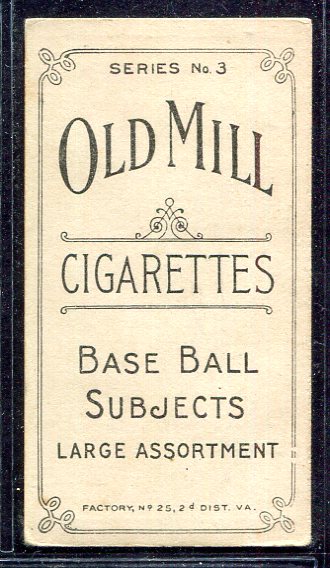 SERIES No. 3
OLD MILL
CIGARETTES
BASE BALL
SUBJECTS
LARGE ASSORTMENT
FACTORY, Nº 25, 2d DIST. VA.